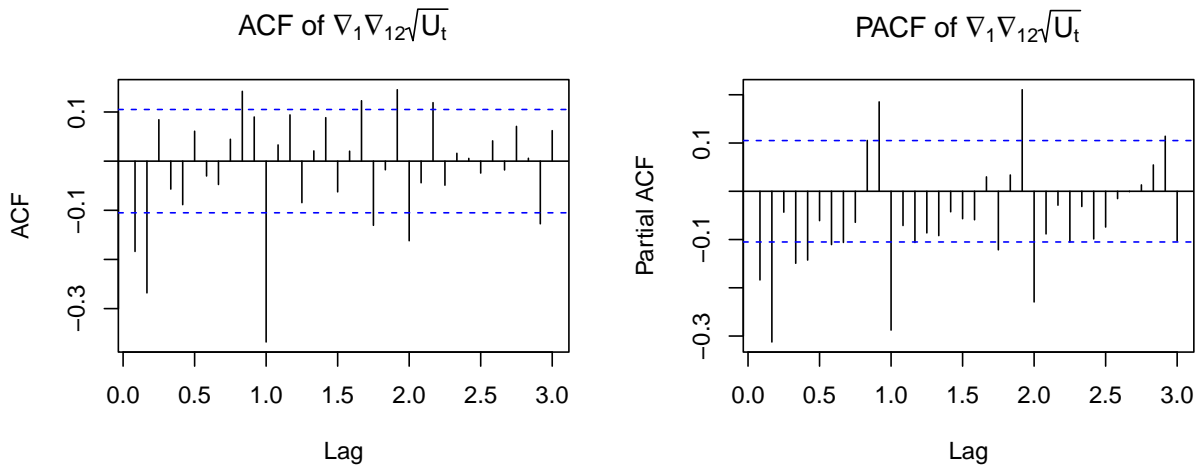 ACF of ∇₁∇₁₂√Uₜ
ACF
0.1
−0.1
−0.3
0.0 0.5 1.0 1.5 2.0 2.5 3.0
Lag
PACF of ∇₁∇₁₂√Uₜ
Partial ACF
0.1
−0.1
−0.3
0.0 0.5 1.0 1.5 2.0 2.5 3.0
Lag